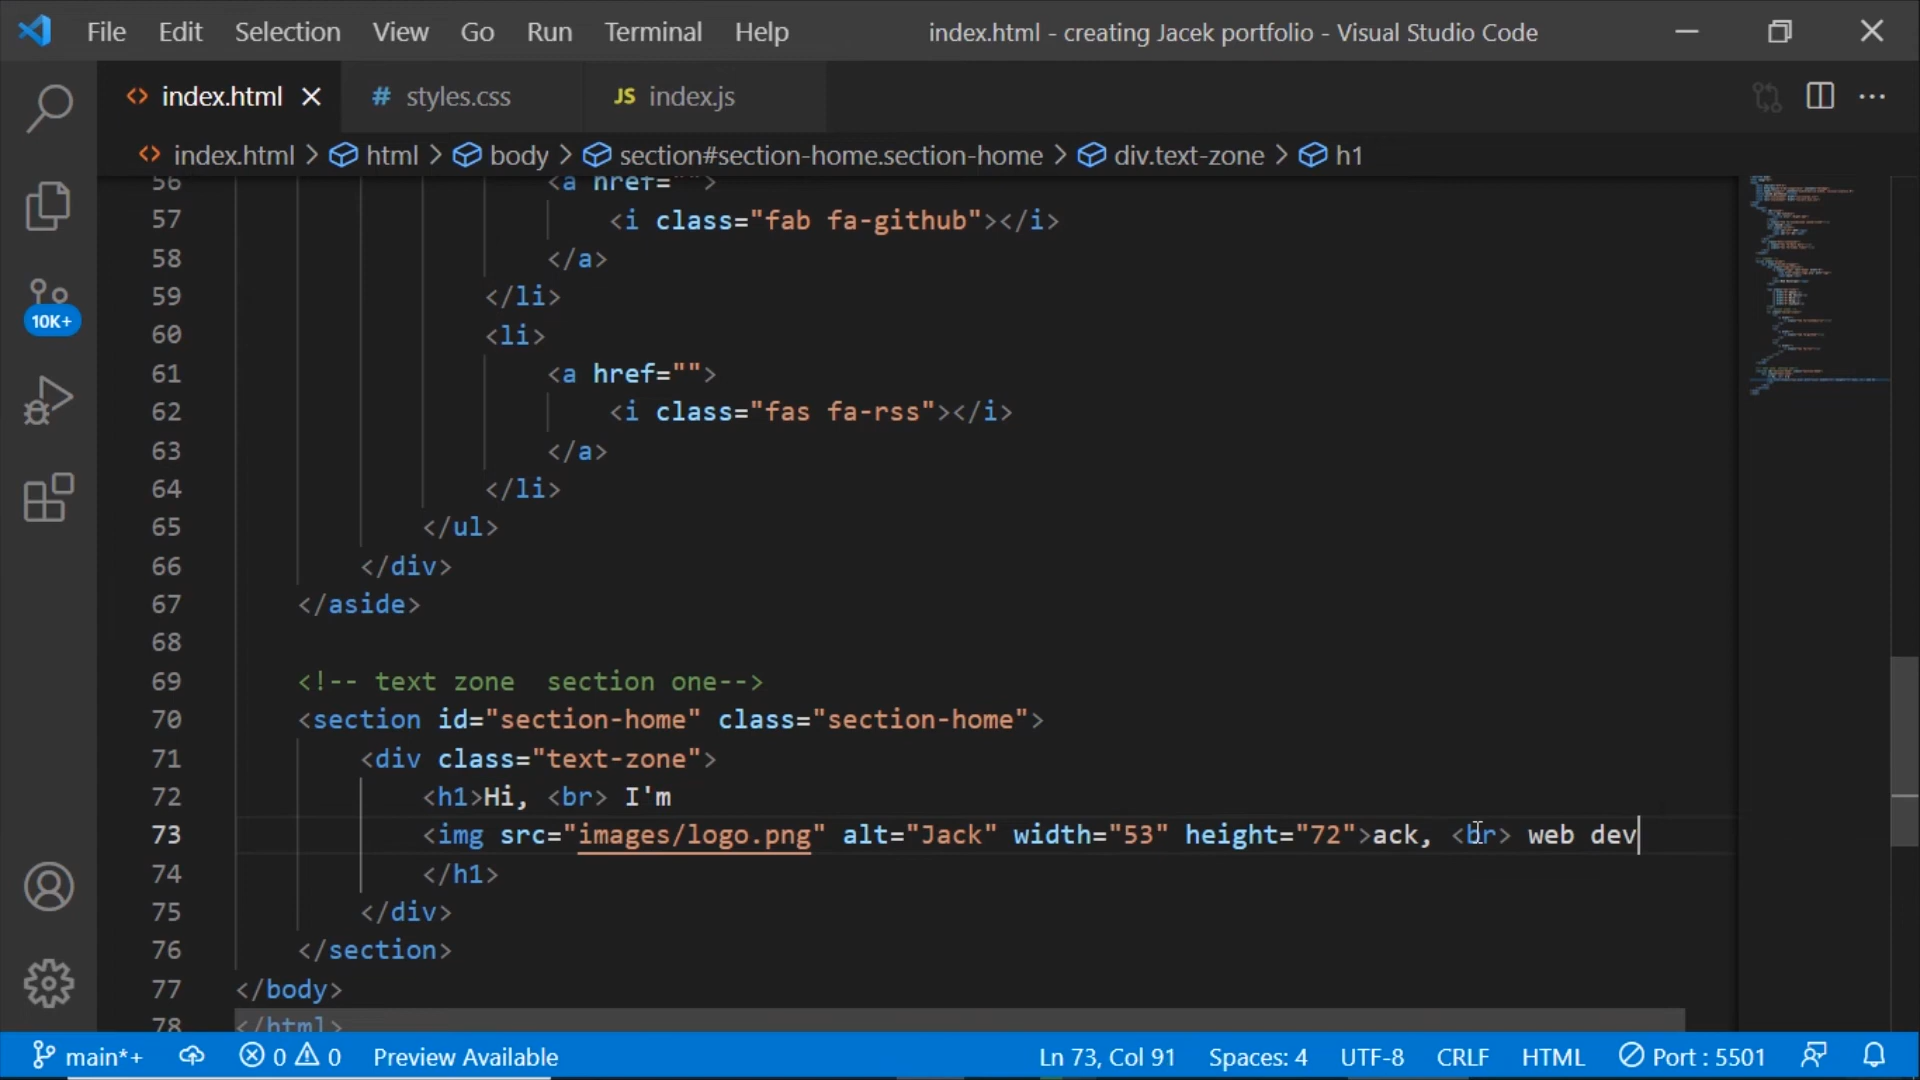 File Edit Selection View Go Run Terminal Help index.html - creating Jacek portfolio - Visual Studio Code
index.html # styles.css JS index.js
index.html > html > body > section#section-home.section-home > div.text-zone > h1
56 <a href="">
57 <i class="fab fa-github"></i>
58 </a>
59 </li>
60 <li>
61 <a href="">
62 <i class="fas fa-rss"></i>
63 </a>
64 </li>
65 </ul>
66 </div>
67 </aside>
68
69 <!-- text zone  section one-->
70 <section id="section-home" class="section-home">
71 <div class="text-zone">
72 <h1>Hi, <br> I'm
73 <img src="images/logo.png" alt="Jack" width="53" height="72">ack, <br> web dev
74 </h1>
75 </div>
76 </section>
77 </body>
78 </html>
10K+
main*+ 0 0 Preview Available Ln 73, Col 91 Spaces: 4 UTF-8 CRLF HTML Port : 5501